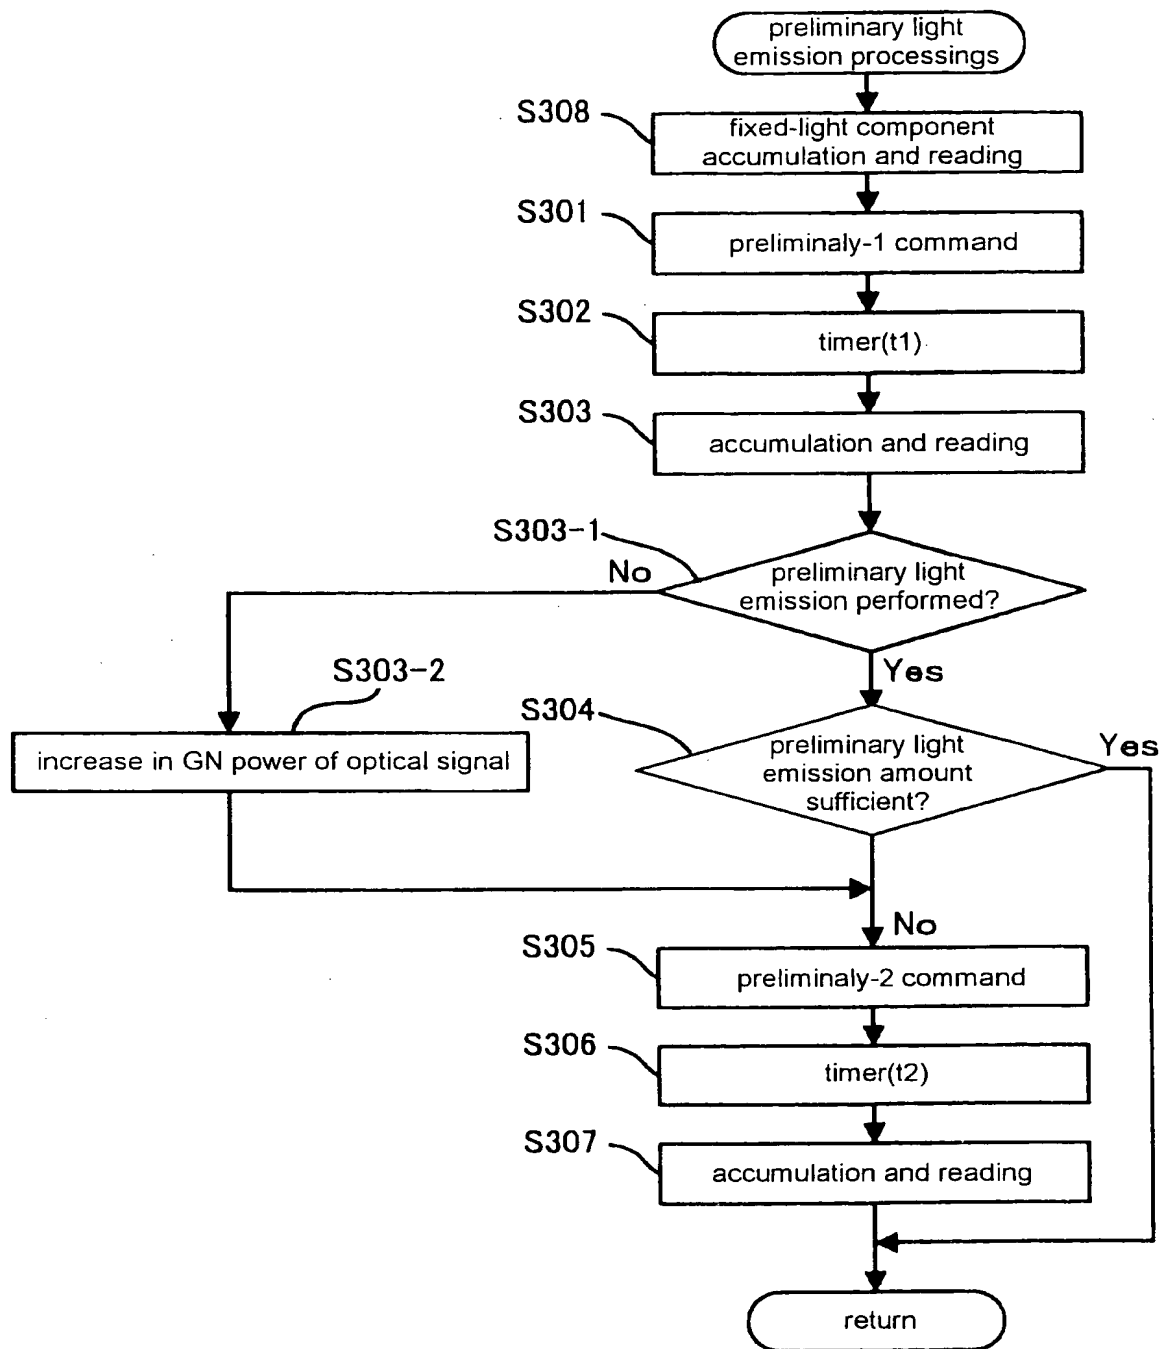 preliminary light
emission processings
S308
fixed-light component
accumulation and reading
S301
preliminaly-1 command
S302
timer(t1)
S303
accumulation and reading
S303-1
No
preliminary light
emission performed?
Yes
S303-2
increase in GN power of optical signal
S304
preliminary light
emission amount
sufficient?
Yes
No
S305
preliminaly-2 command
S306
timer(t2)
S307
accumulation and reading
return